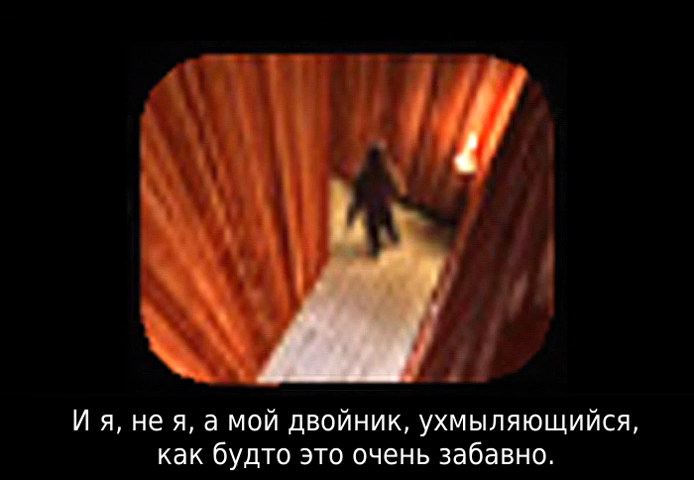 И я, не я, а мой двойник, ухмыляющийся,
как будто это очень забавно.